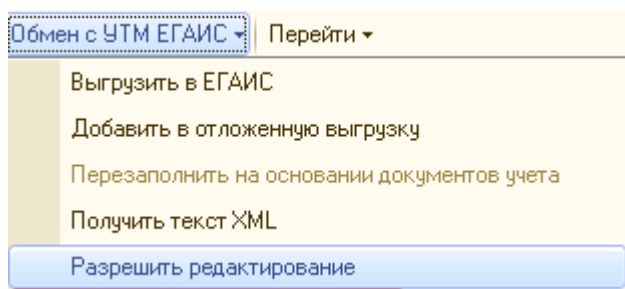 Обмен с УТМ ЕГАИС Перейти
Выгрузить в ЕГАИС
Добавить в отложенную выгрузку
Перезаполнить на основании документов учета
Получить текст XML
Разрешить редактирование